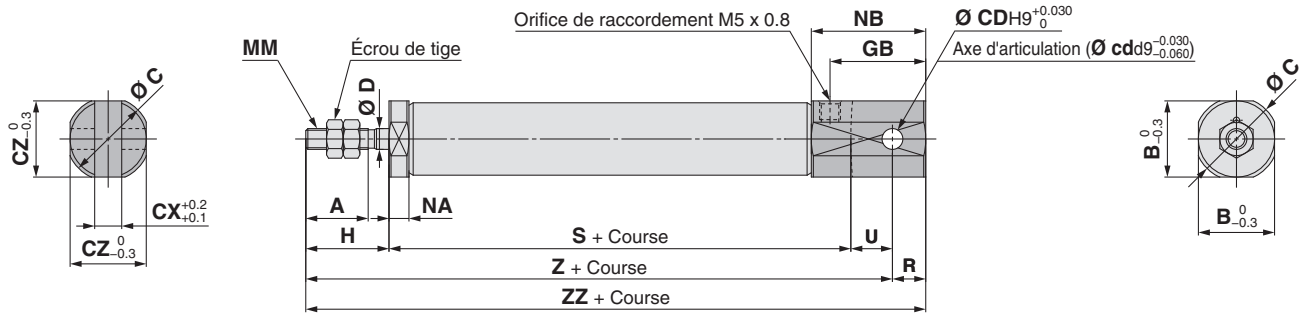 Orifice de raccordement M5 x 0.8
NB
Ø CDH9 +0.030 0
MM
Écrou de tige
GB
Axe d'articulation (Ø cdd9 −0.030 −0.060)
Ø C
Ø D
Ø C
CZ 0 −0.3
B 0 −0.3
A
NA
CX +0.2 +0.1
H
S + Course
U
B 0 −0.3
CZ 0 −0.3
Z + Course
R
ZZ + Course